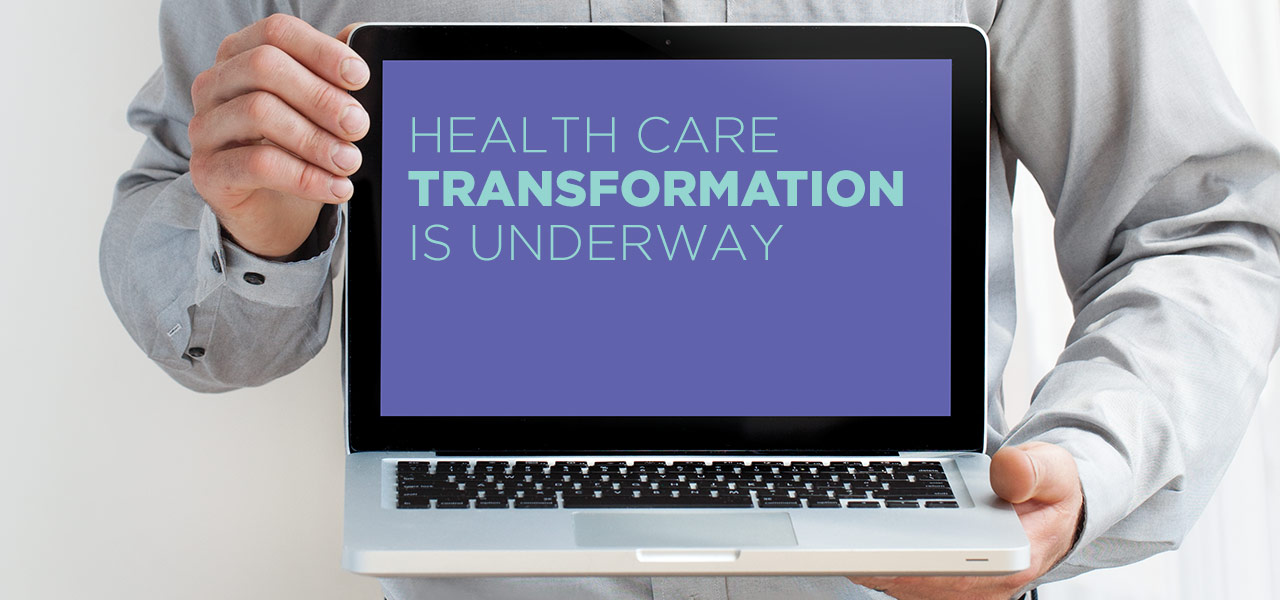 HEALTH CARE
TRANSFORMATION
IS UNDERWAY